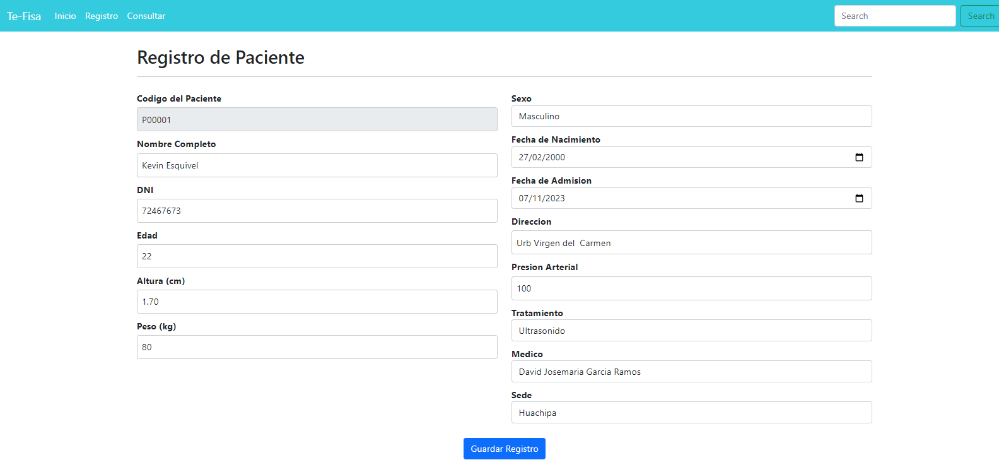 Te-Fisa Inicio Registro Consultar Search Search
Registro de Paciente
Codigo del Paciente
P00001
Nombre Completo
Kevin Esquivel
DNI
72467673
Edad
22
Altura (cm)
1.70
Peso (kg)
80
Sexo
Masculino
Fecha de Nacimiento
27/02/2000
Fecha de Admision
07/11/2023
Direccion
Urb Virgen del  Carmen
Presion Arterial
100
Tratamiento
Ultrasonido
Medico
David Josemaria Garcia Ramos
Sede
Huachipa
Guardar Registro